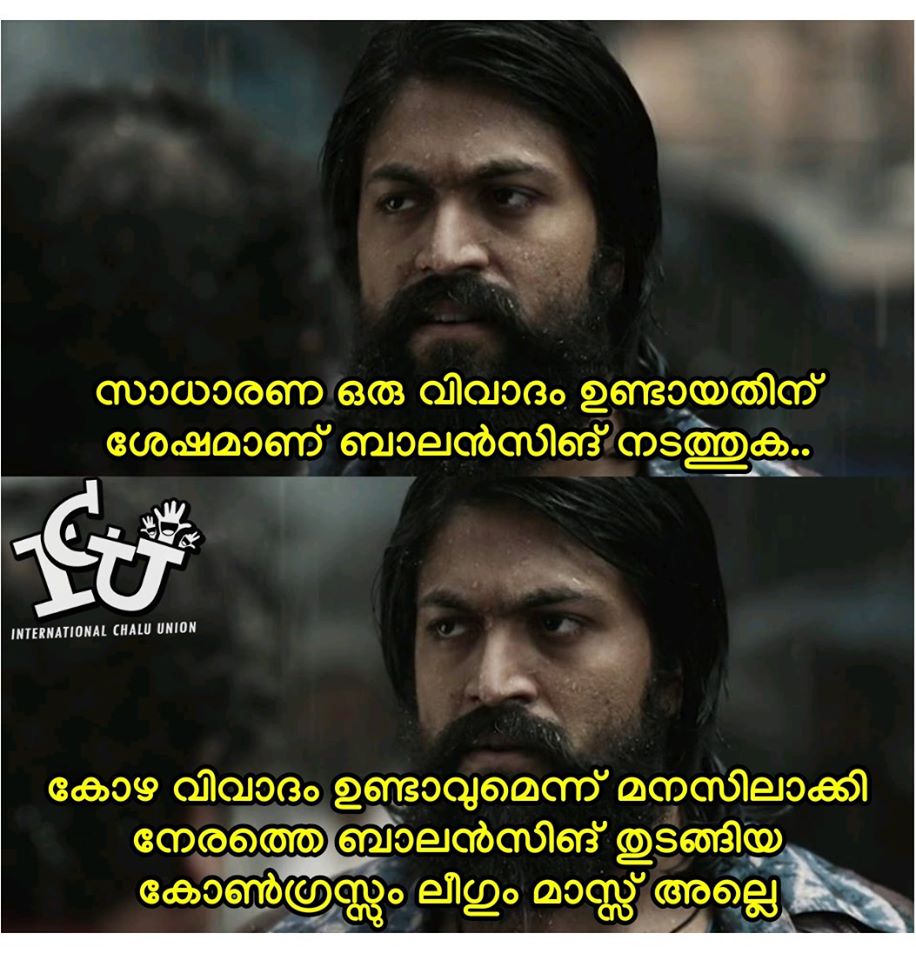 സാധാരണ ഒരു വിവാദം ഉണ്ടായതിന്
ശേഷമാണ് ബാലൻസിങ് നടത്തുക..
ICU
INTERNATIONAL CHALU UNION
കോഴ വിവാദം ഉണ്ടാവുമെന്ന് മനസിലാക്കി
നേരത്തെ ബാലൻസിങ് തുടങ്ങിയ
കോൺഗ്രസ്സും ലീഗും മാസ്സ് അല്ലെ